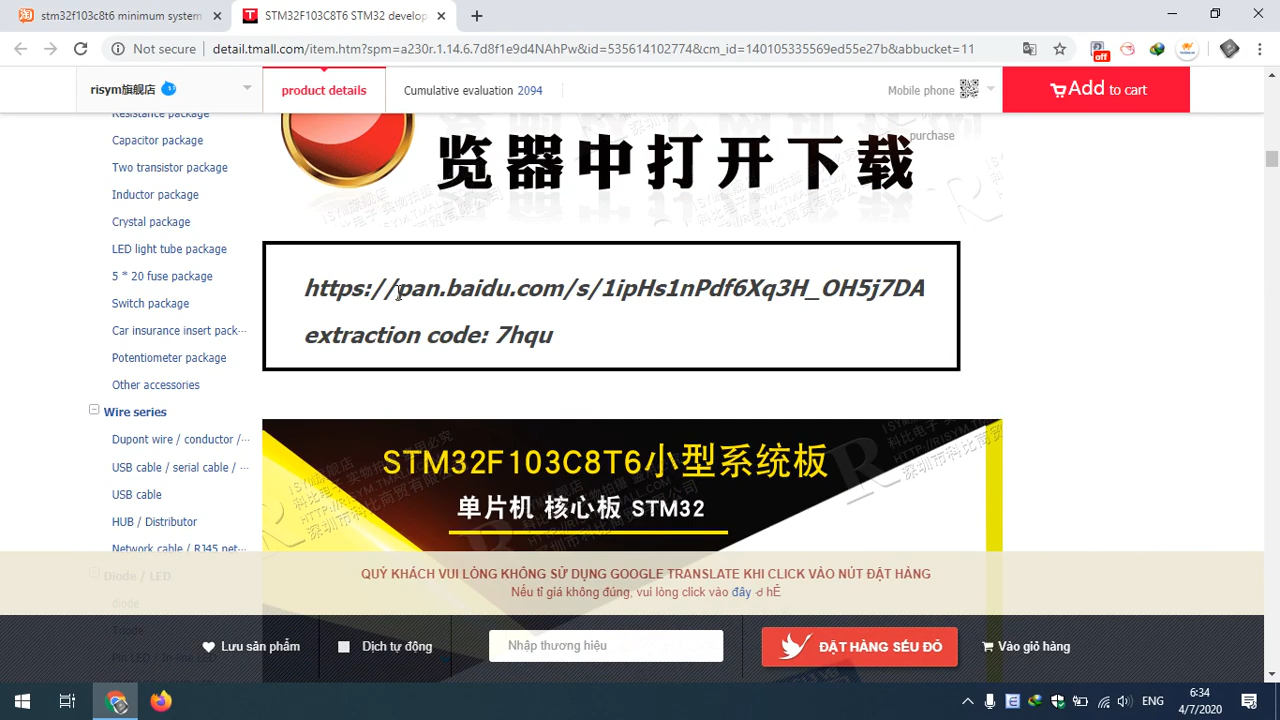 stm32f103c8t6 minimum system
STM32F103C8T6 STM32 develop
Not secure
detail.tmall.com/item.htm?spm=a230r.1.14.6.7d8f1e9d4NAhPw&id=535614102774&cm_id=140105335569ed55e27b&abbucket=11
off
risym旗舰店
product details
Cumulative evaluation 2094
Mobile phone
purchase
Add to cart
Resistance package
Capacitor package
Two transistor package
Inductor package
Crystal package
LED light tube package
5 * 20 fuse package
Switch package
Car insurance insert pack···
Potentiometer package
Other accessories
Wire series
Dupont wire / conductor /···
USB cable / serial cable / ···
USB cable
HUB / Distributor
Network cable / RJ45 net···
Diode / LED
diode
Triode
览器中打开下载
https://pan.baidu.com/s/1ipHs1nPdf6Xq3H_OH5j7DA
extraction code: 7hqu
STM32F103C8T6小型系统板
单片机 核心板 STM32
QUÝ KHÁCH VUI LÒNG KHÔNG SỬ DỤNG GOOGLE TRANSLATE KHI CLICK VÀO NÚT ĐẶT HÀNG
Nếu tỉ giá không đúng, vui lòng click vào đây
Lưu sản phẩm
Dịch tự động
Nhập thương hiệu
ĐẶT HÀNG SẾU ĐỎ
Vào giỏ hàng
ENG
6:34
4/7/2020